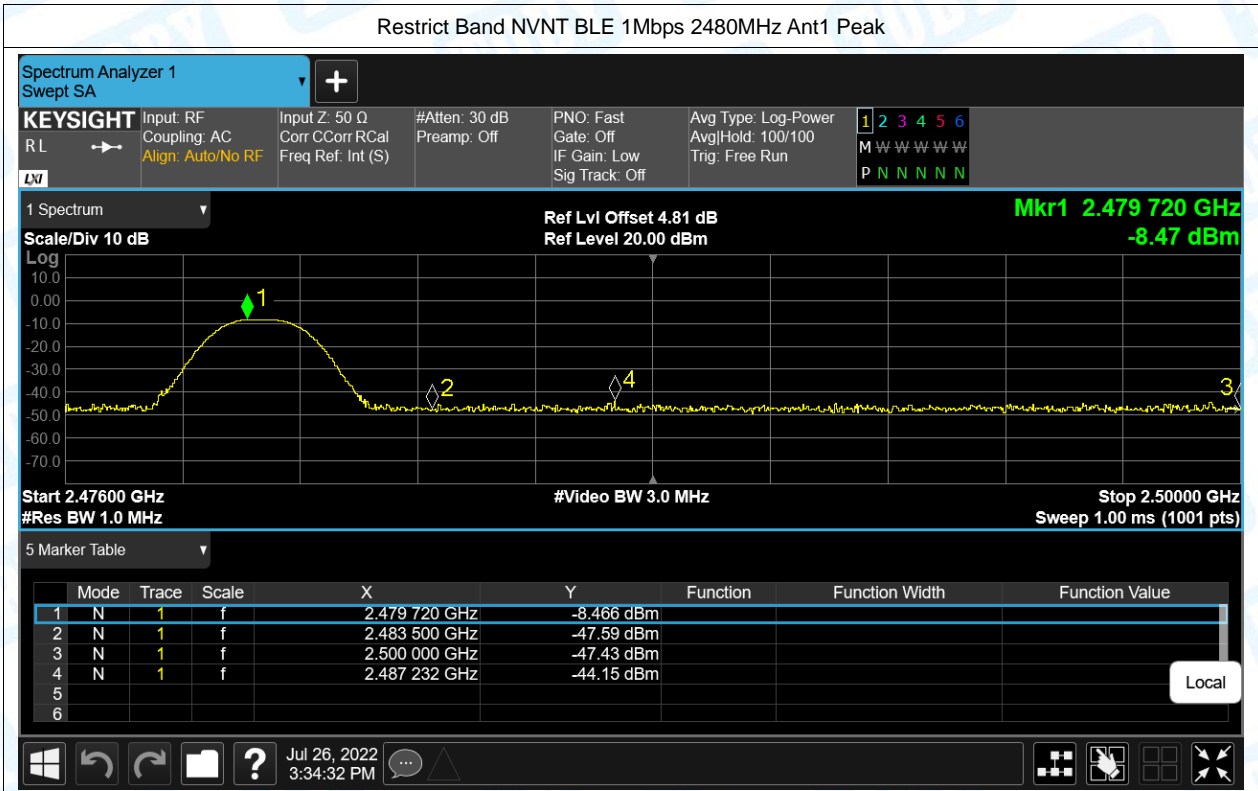 Restrict Band NVNT BLE 1Mbps 2480MHz Ant1 Peak
Spectrum Analyzer 1
Swept SA
+
KEYSIGHT
RL
LXI
Input: RF
Coupling: AC
Align: Auto/No RF
Input Z: 50 Ω
Corr CCorr RCal
Freq Ref: Int (S)
#Atten: 30 dB
Preamp: Off
PNO: Fast
Gate: Off
IF Gain: Low
Sig Track: Off
Avg Type: Log-Power
Avg|Hold: 100/100
Trig: Free Run
1 2 3 4 5 6
M W W W W W
P N N N N N
1 Spectrum
Scale/Div 10 dB
Ref Lvl Offset 4.81 dB
Ref Level 20.00 dBm
Mkr1 2.479 720 GHz
-8.47 dBm
Log
10.0
0.00
-10.0
-20.0
-30.0
-40.0
-50.0
-60.0
-70.0
1
2
4
3
Start 2.47600 GHz
#Res BW 1.0 MHz
#Video BW 3.0 MHz
Stop 2.50000 GHz
Sweep 1.00 ms (1001 pts)
5 Marker Table
Mode Trace Scale X Y Function Function Width Function Value
1 N 1 f 2.479 720 GHz -8.466 dBm
2 N 1 f 2.483 500 GHz -47.59 dBm
3 N 1 f 2.500 000 GHz -47.43 dBm
4 N 1 f 2.487 232 GHz -44.15 dBm
5
6
Local
?
Jul 26, 2022
3:34:32 PM